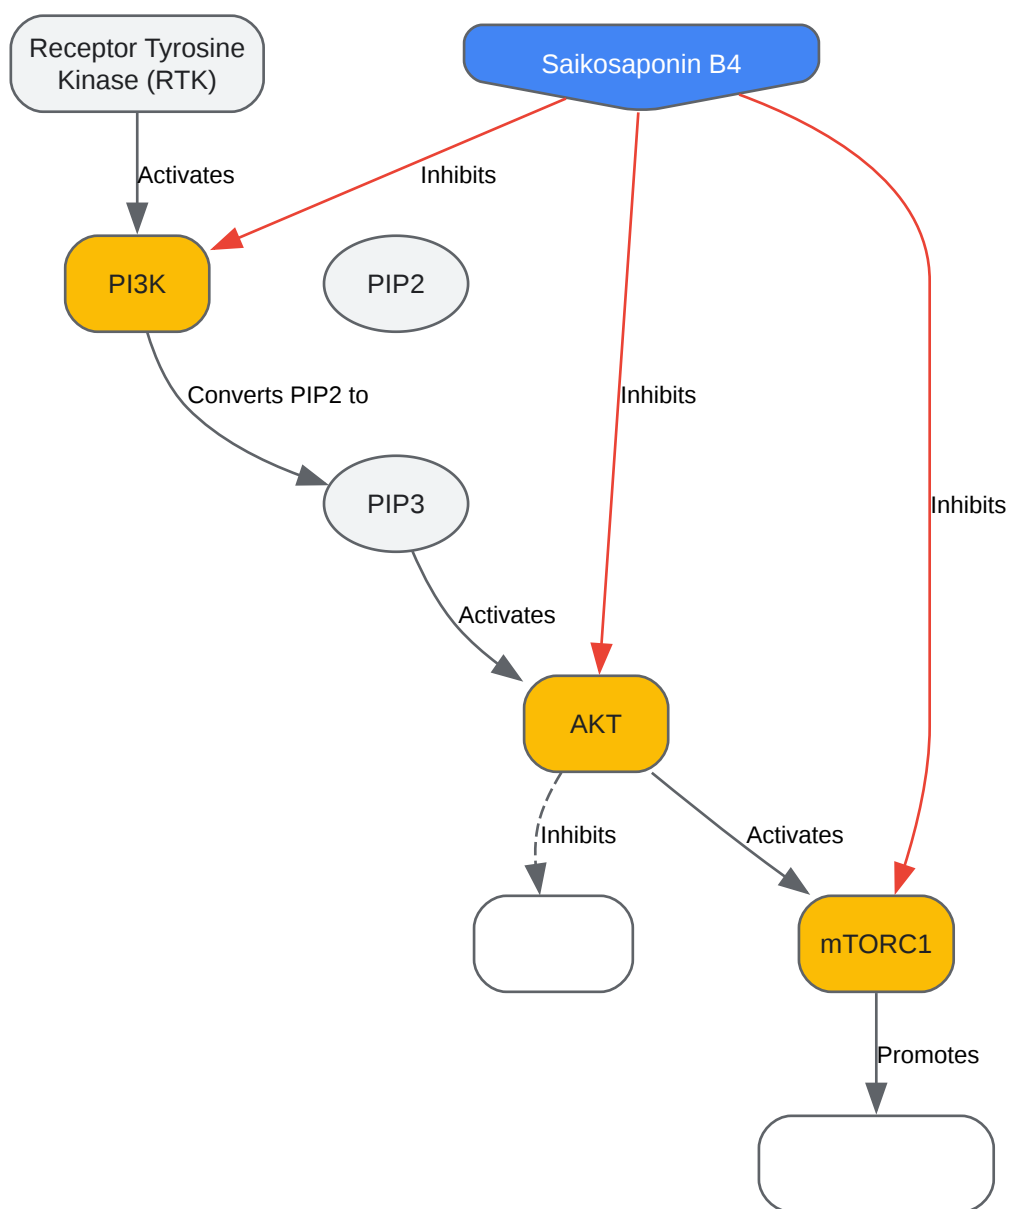 Receptor Tyrosine
Kinase (RTK)
Saikosaponin B4
Activates
Inhibits
PI3K
PIP2
Converts PIP2 to
Inhibits
PIP3
Inhibits
Activates
AKT
Inhibits
Activates
mTORC1
Promotes